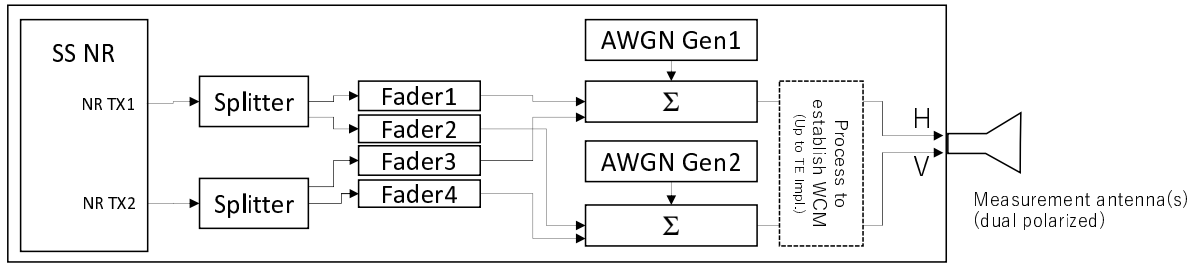 SS NR
NR TX1
NR TX2
Splitter
Splitter
Fader1
Fader2
Fader3
Fader4
AWGN Gen1
Σ
AWGN Gen2
Σ
Process to
establish WCM
(Up to TE Impl.)
H
V
Measurement antenna(s)
(dual polarized)